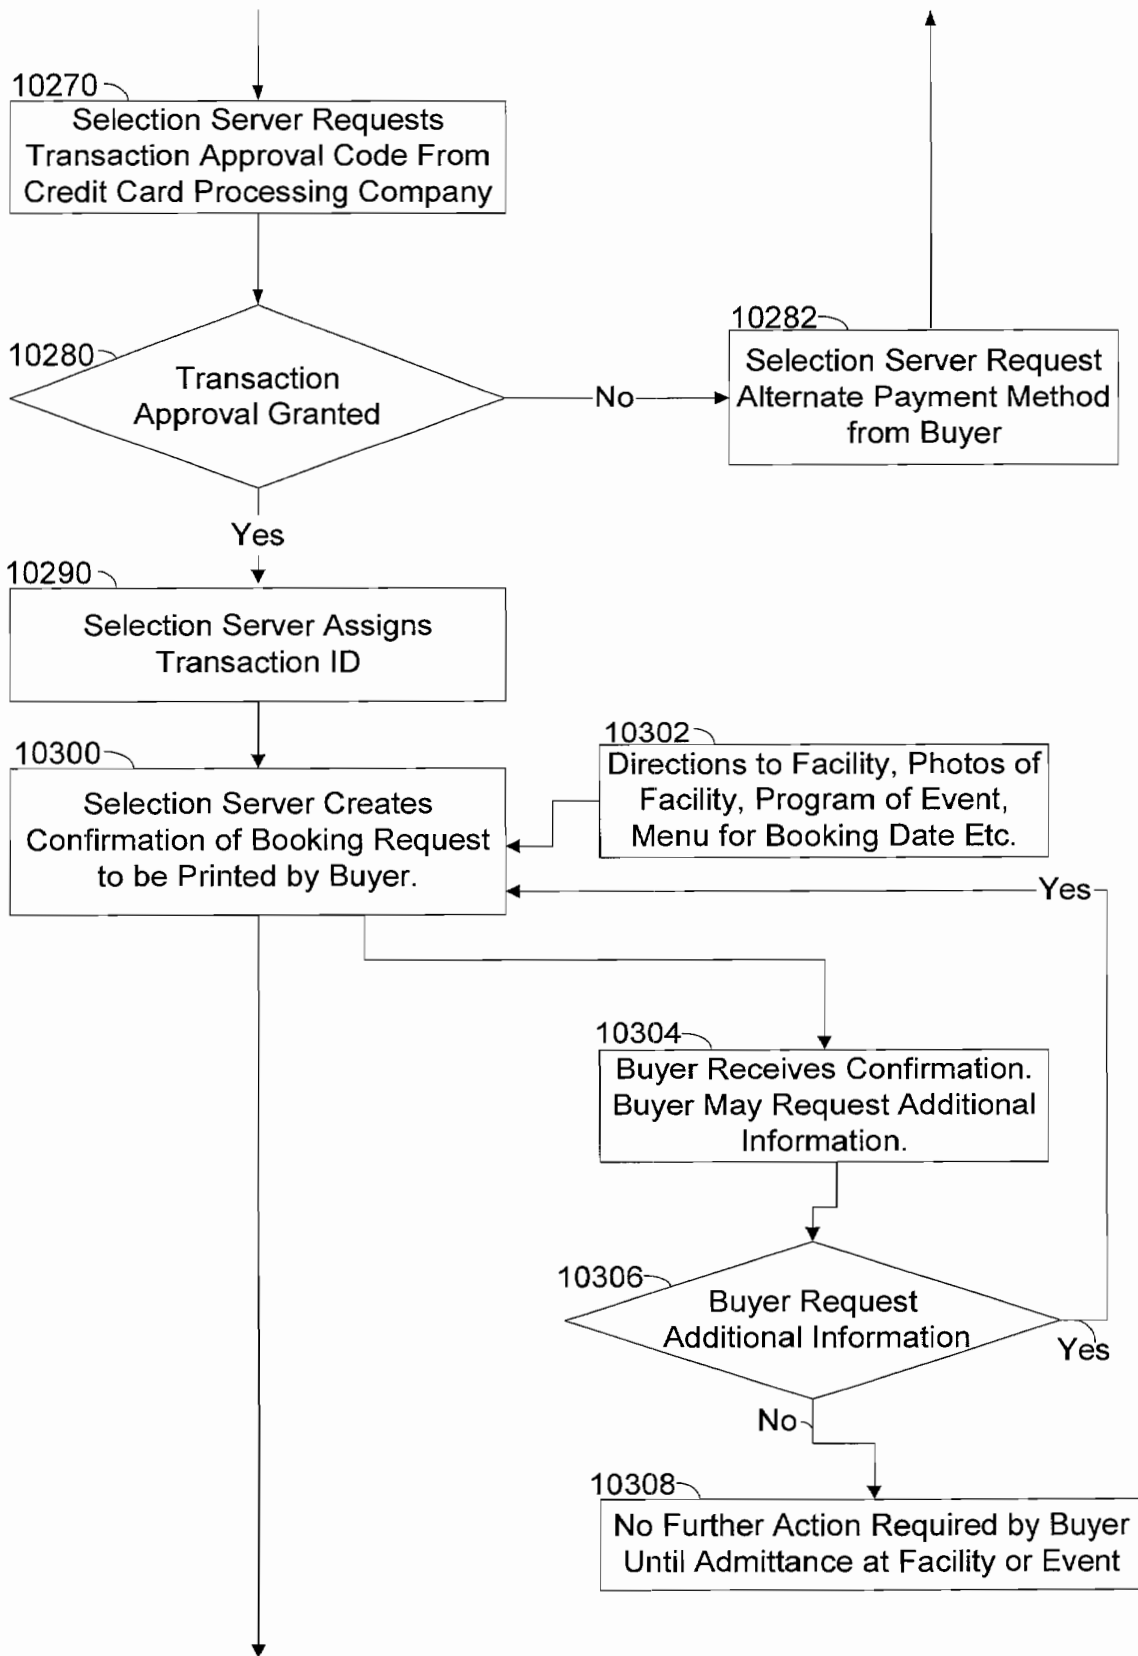 10270
Selection Server Requests
Transaction Approval Code From
Credit Card Processing Company
10280
Transaction
Approval Granted
No
10282
Selection Server Request
Alternate Payment Method
from Buyer
Yes
10290
Selection Server Assigns
Transaction ID
10300
Selection Server Creates
Confirmation of Booking Request
to be Printed by Buyer.
10302
Directions to Facility, Photos of
Facility, Program of Event,
Menu for Booking Date Etc.
Yes
10304
Buyer Receives Confirmation.
Buyer May Request Additional
Information.
10306
Buyer Request
Additional Information
Yes
No
10308
No Further Action Required by Buyer
Until Admittance at Facility or Event